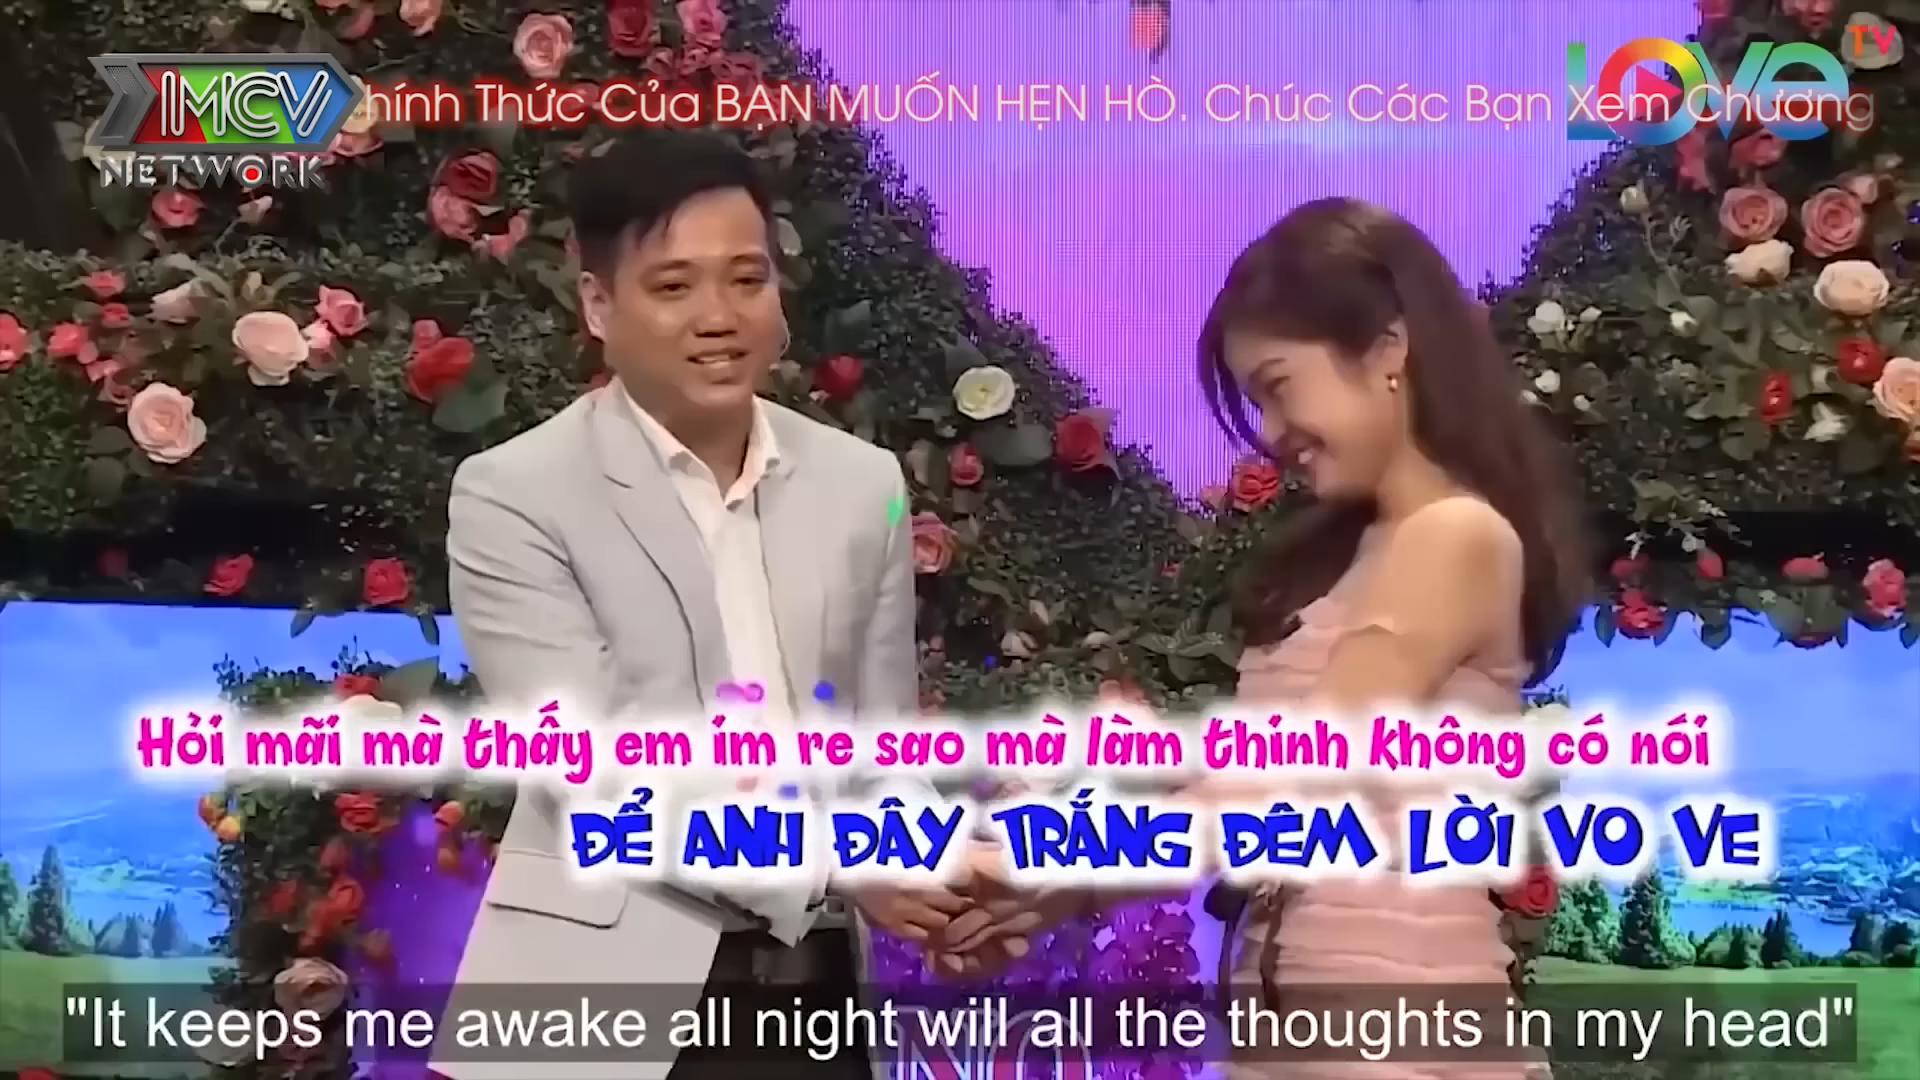 MCV
NETWORK
hính Thức Của BẠN MUỐN HẸN HÒ. Chúc Các Bạn Xem Chương
LOVE TV
Hỏi mãi mà thấy em im re sao mà làm thinh không có nói
ĐỂ ANH ĐÂY TRẮNG ĐÊM LỜI VO VE
"It keeps me awake all night will all the thoughts in my head"
NO